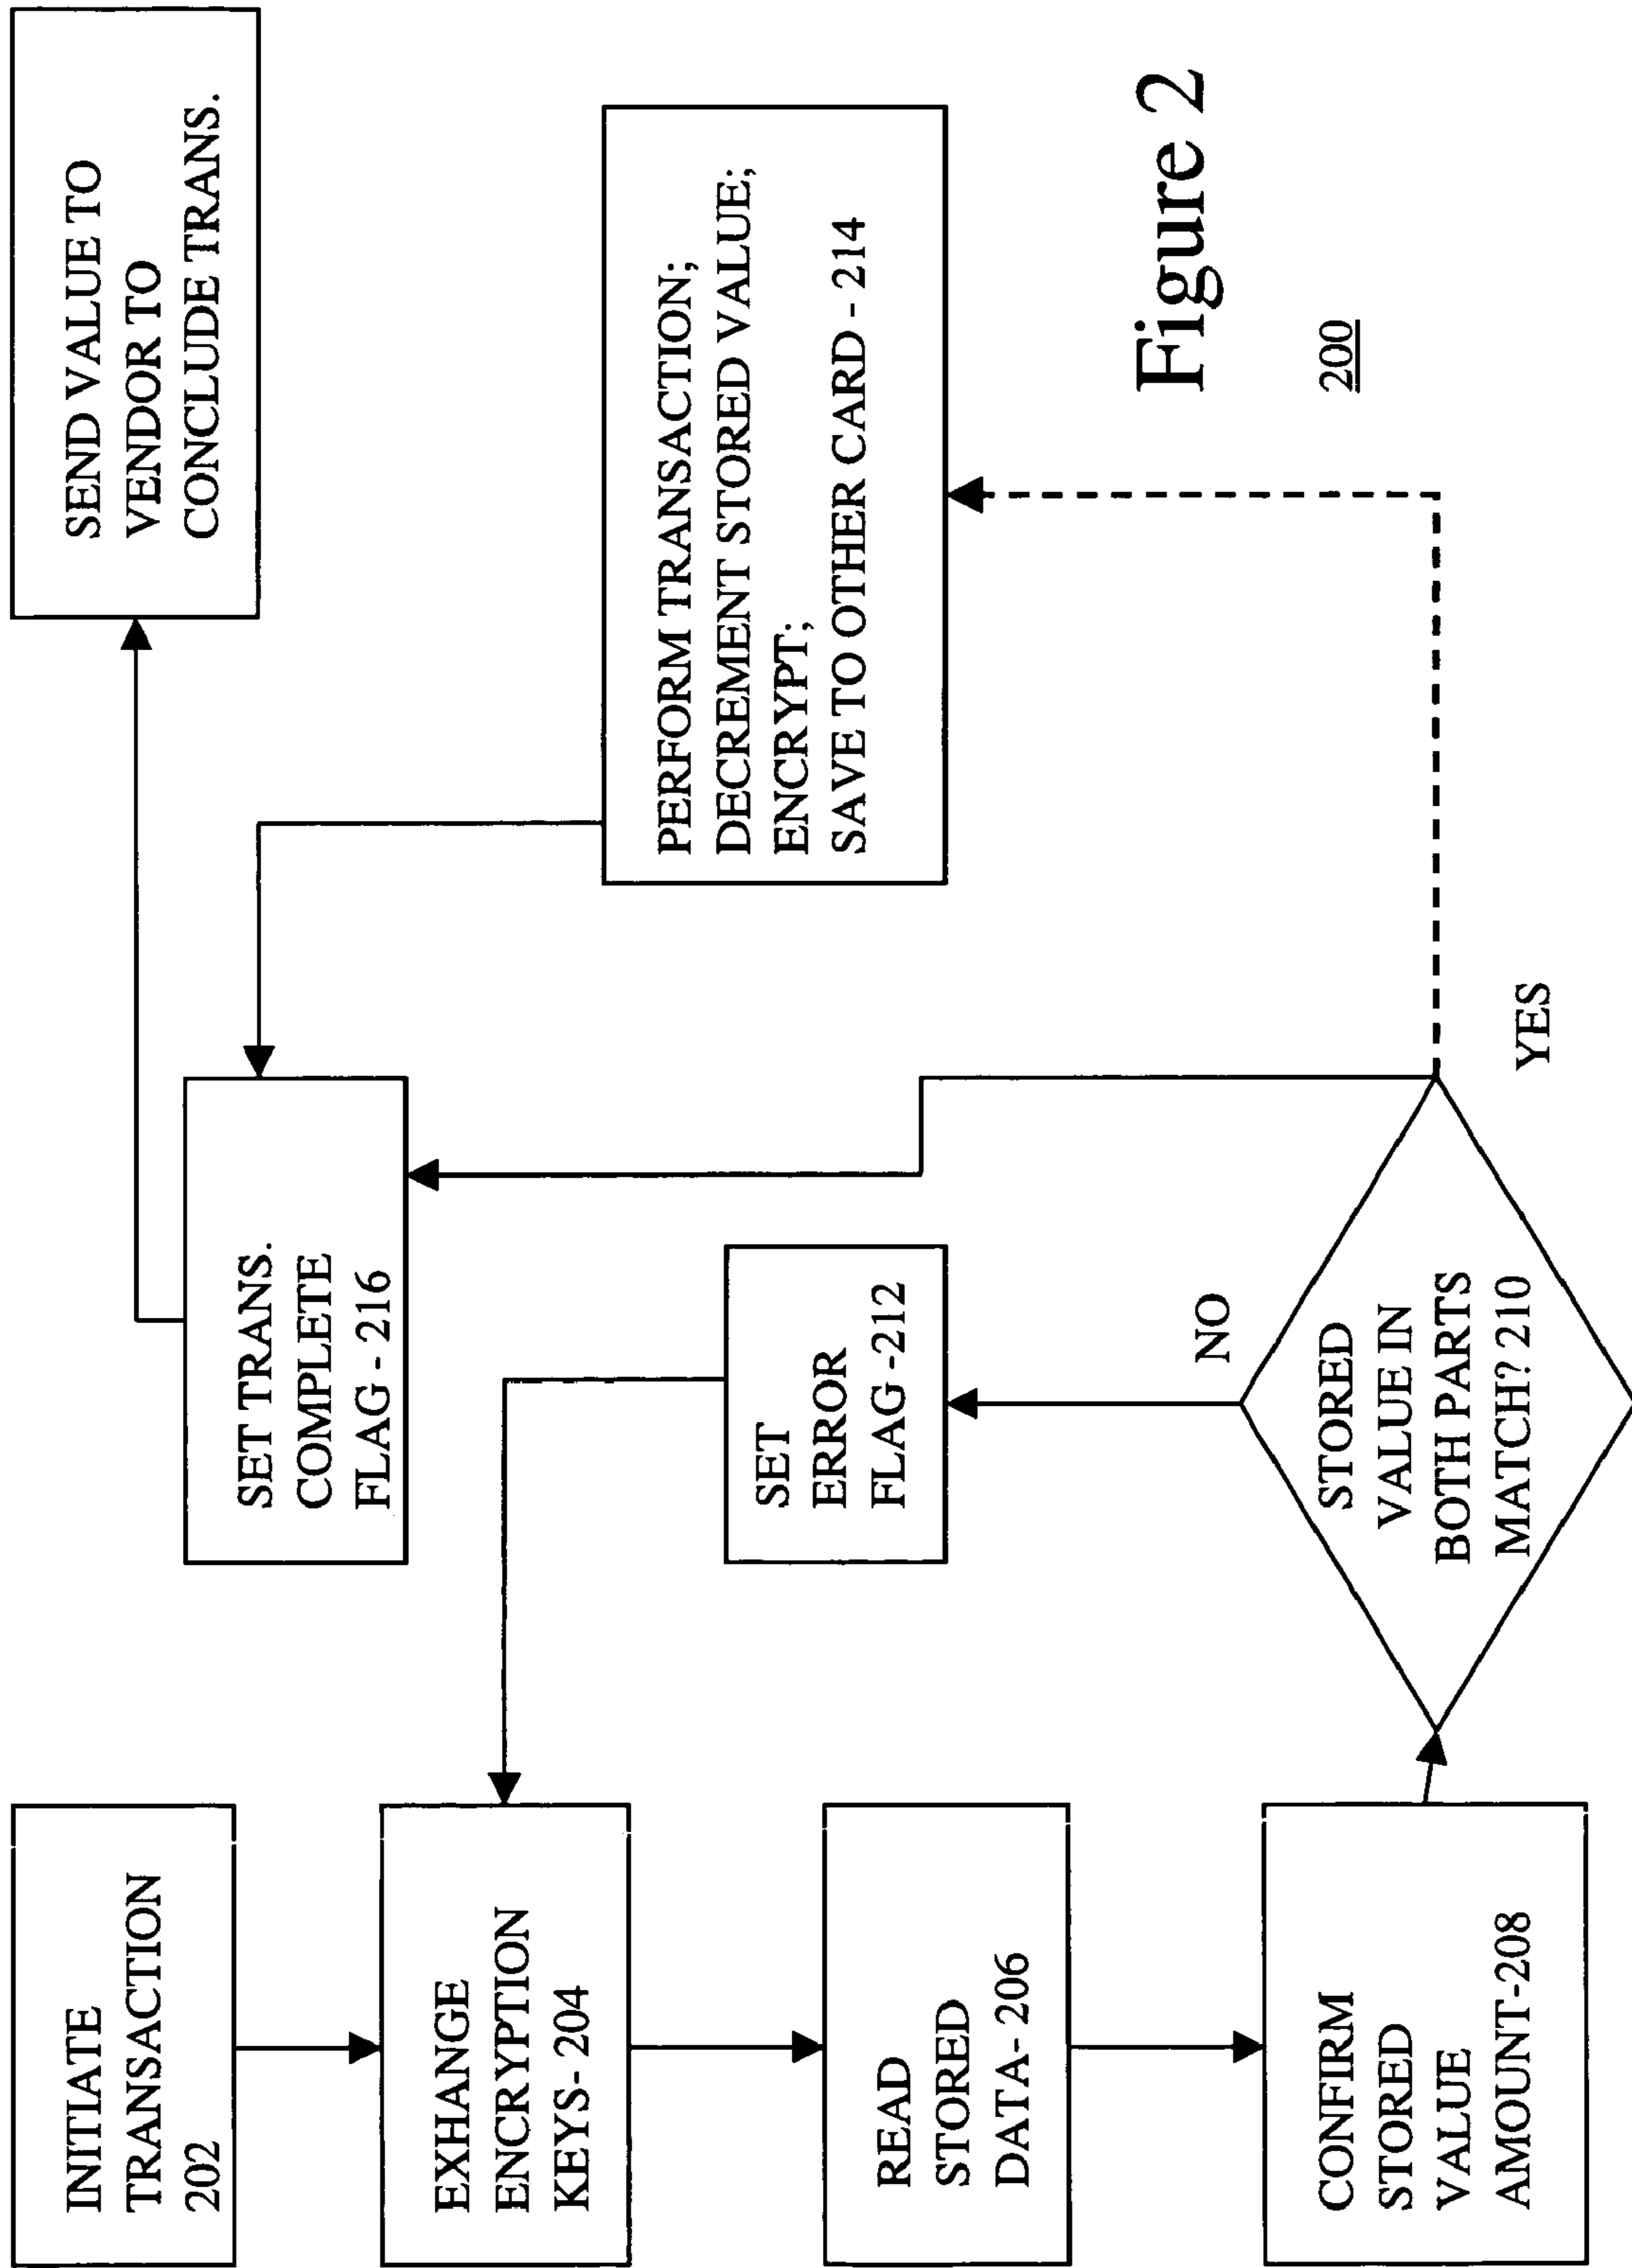 INITIATE
TRANSACTION
202
EXHANGE
ENCRYPTION
KEYS- 204
READ
STORED
DATA- 206
CONFIRM
STORED
VALUE
AMOUNT-208
STORED
VALUE IN
BOTH PARTS
MATCH? 210
NO
YES
SET
ERROR
FLAG -212
SET TRANS.
COMPLETE
FLAG - 216
PERFORM TRANSACTION;
DECREMENT STORED VALUE;
ENCRYPT;
SAVE TO OTHER CARD - 214
SEND VALUE TO
VENDOR TO
CONCLUDE TRANS.
Figure 2
200